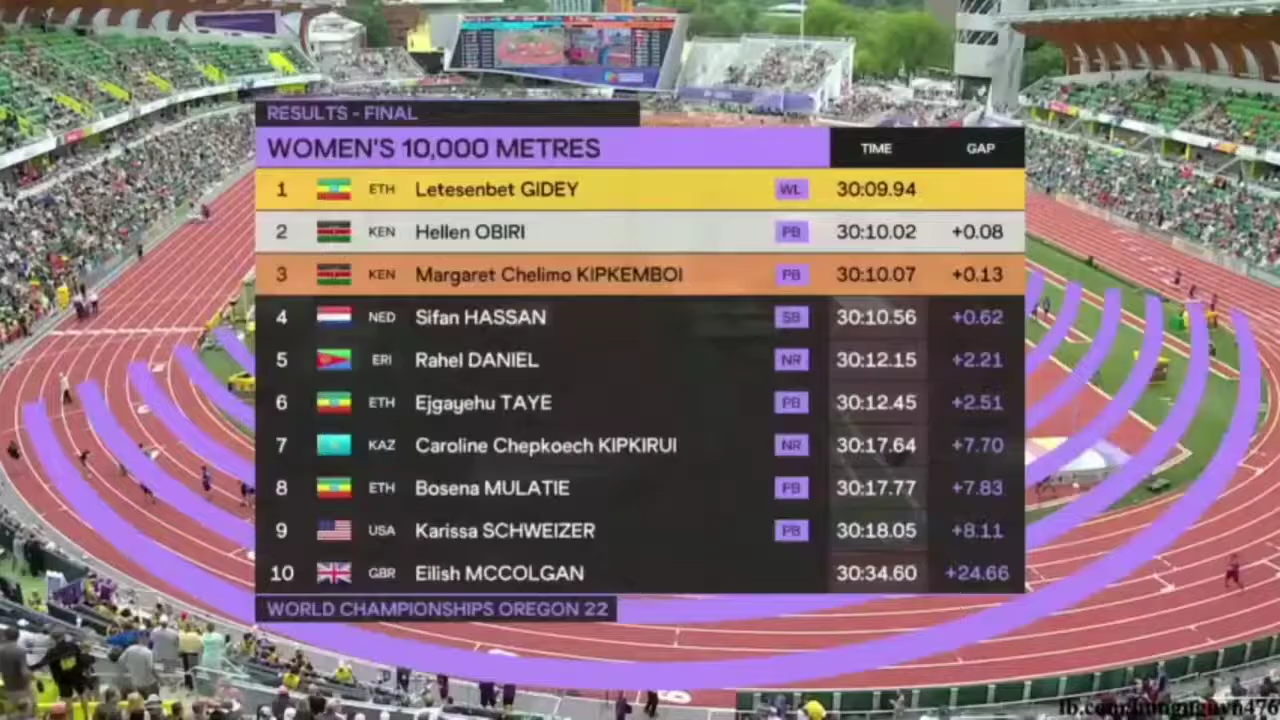 RESULTS - FINAL
WOMEN'S 10,000 METRES TIME GAP
1 ETH Letesenbet GIDEY WL 30:09.94
2 KEN Hellen OBIRI PB 30:10.02 +0.08
3 KEN Margaret Chelimo KIPKEMBOI PB 30:10.07 +0.13
4 NED Sifan HASSAN SB 30:10.56 +0.62
5 ERI Rahel DANIEL NR 30:12.15 +2.21
6 ETH Ejgayehu TAYE PB 30:12.45 +2.51
7 KAZ Caroline Chepkoech KIPKIRUI NR 30:17.64 +7.70
8 ETH Bosena MULATIE PB 30:17.77 +7.83
9 USA Karissa SCHWEIZER PB 30:18.05 +8.11
10 GBR Eilish MCCOLGAN 30:34.60 +24.66
WORLD CHAMPIONSHIPS OREGON 22